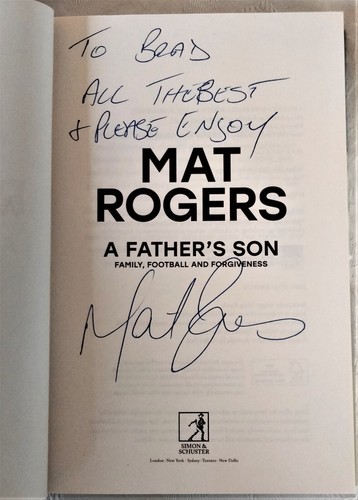 TO BRAD
ALL THE BEST
& PLEASE ENJOY
MAT
ROGERS
A FATHER'S SON
FAMILY, FOOTBALL AND FORGIVENESS
SIMON &
SCHUSTER
London · New York · Sydney · Toronto · New Delhi